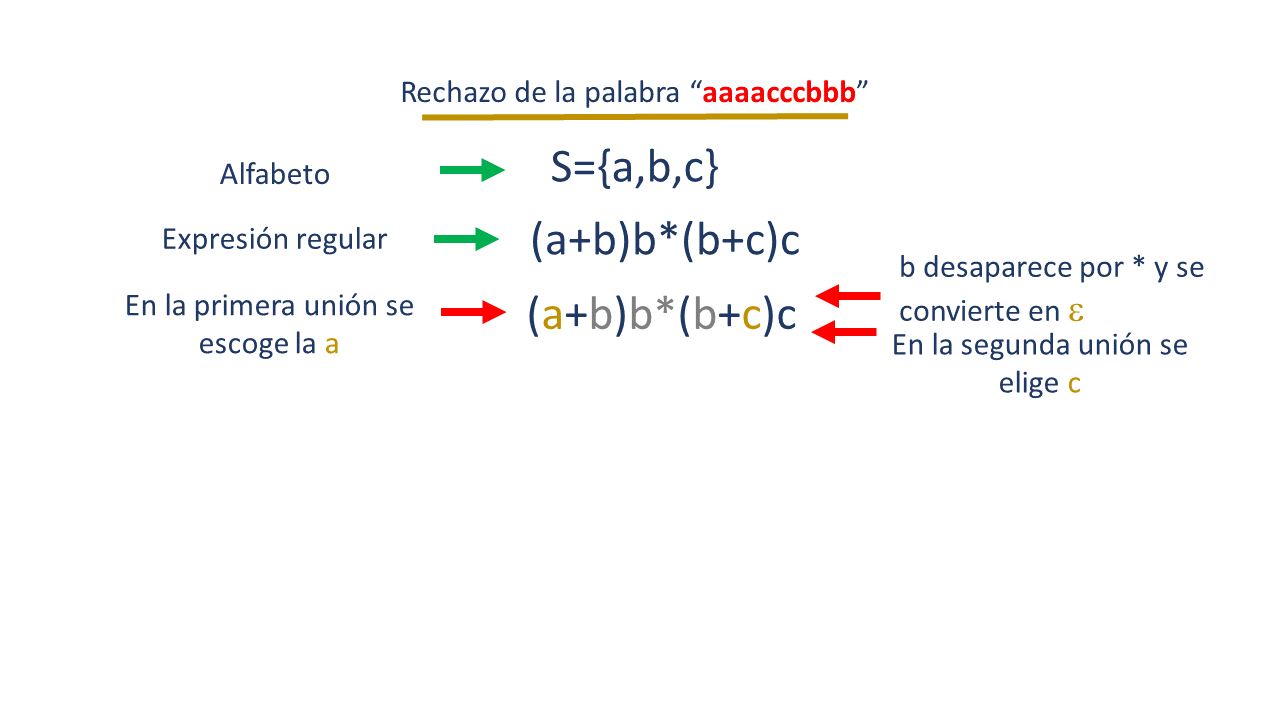 Rechazo de la palabra “aaaacccbbb”
Alfabeto
S={a,b,c}
Expresión regular
(a+b)b*(b+c)c
En la primera unión se
escoge la a
(a+b)b*(b+c)c
b desaparece por * y se
convierte en ε
En la segunda unión se
elige c